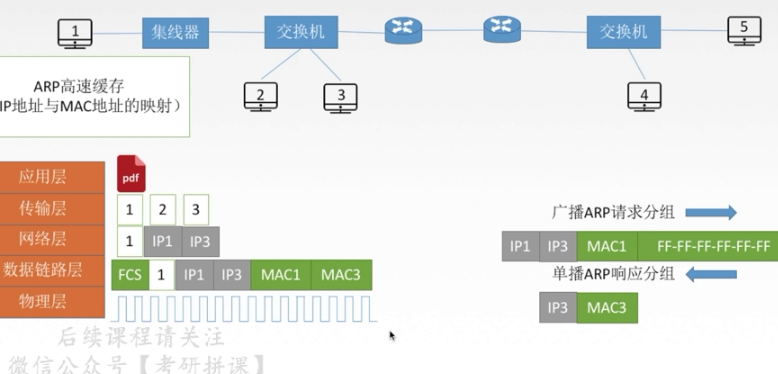 1
集线器
交换机
交换机
5
2
3
4
ARP高速缓存
IP地址与MAC地址的映射）
应用层
pdf
传输层
1 2 3
网络层
1 IP1 IP3
数据链路层
FCS 1 IP1 IP3 MAC1 MAC3
物理层
广播ARP请求分组
IP1 IP3 MAC1 FF-FF-FF-FF-FF-FF
单播ARP响应分组
IP3 MAC3
后续课程请关注
微信公众号【考研拼课】